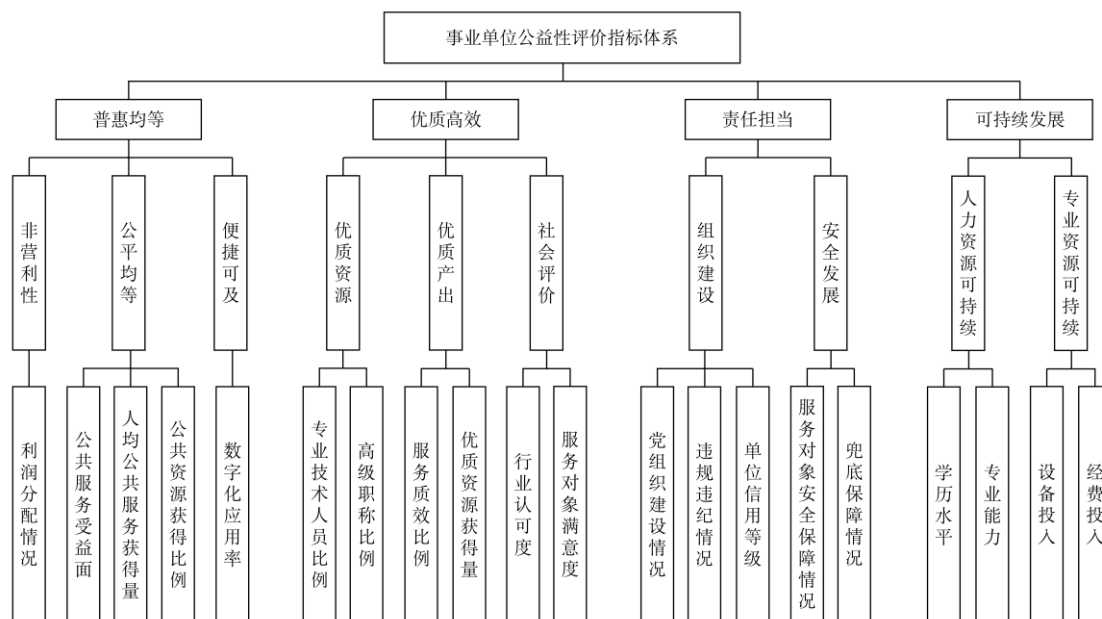 事业单位公益性评价指标体系
普惠均等
优质高效
责任担当
可持续发展
非营利性
公平均等
便捷可及
优质资源
优质产出
社会评价
组织建设
安全发展
人力资源可持续
专业资源可持续
利润分配情况
公共服务受益面
人均公共服务获得量
公共资源获得比例
数字化应用率
专业技术人员比例
高级职称比例
服务质效比例
优质资源获得量
行业认可度
服务对象满意度
党组织建设情况
违规违纪情况
单位信用等级
服务对象安全保障情况
兜底保障情况
学历水平
专业能力
设备投入
经费投入